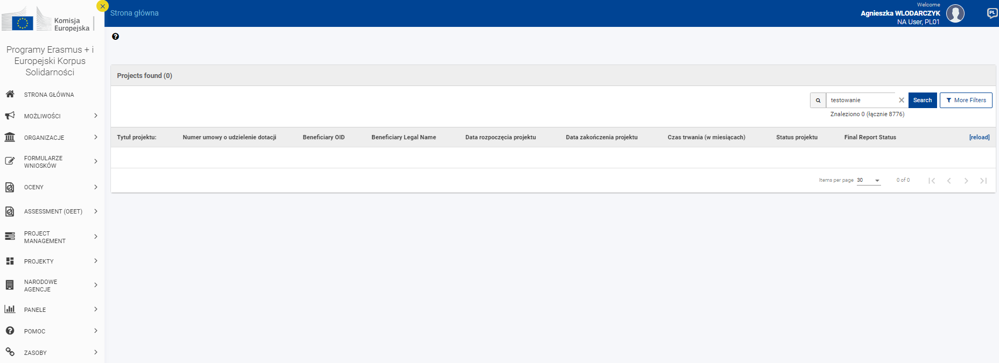 Komisja
Europejska
Programy Erasmus + i
Europejski Korpus
Solidarności
STRONA GŁÓWNA
MOŻLIWOŚCI
ORGANIZACJE
FORMULARZE
WNIOSKÓW
OCENY
ASSESSMENT (OEET)
PROJECT
MANAGEMENT
PROJEKTY
NARODOWE
AGENCJE
PANELE
POMOC
ZASOBY
Strona główna
Welcome
Agnieszka WLODARCZYK
NA User, PL01
PL
Projects found (0)
testowanie
Search
More Filters
Znaleziono 0 (łącznie 8776)
Tytuł projektu: Numer umowy o udzielenie dotacji Beneficiary OID Beneficiary Legal Name Data rozpoczęcia projektu Data zakończenia projektu Czas trwania (w miesiącach) Status projektu Final Report Status [reload]
Items per page 30 0 of 0